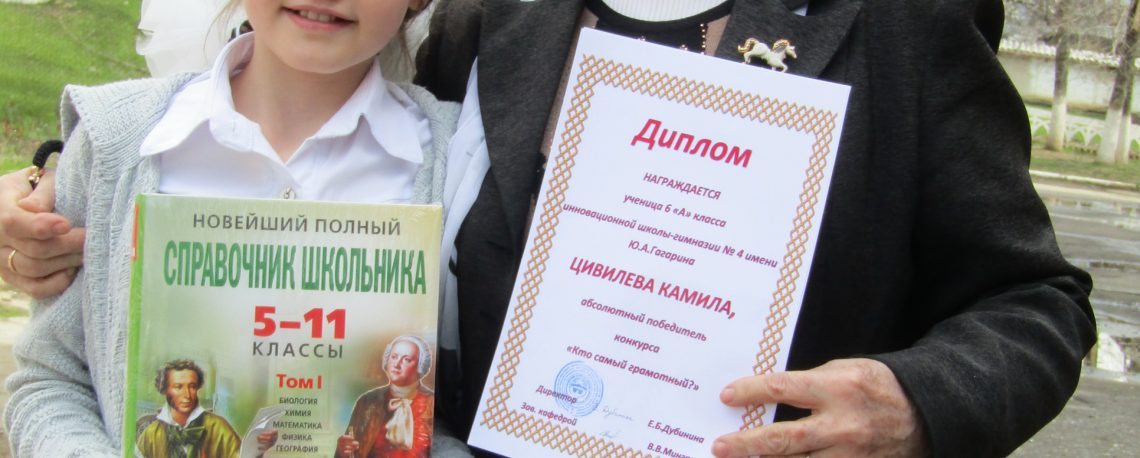 НОВЕЙШИЙ ПОЛНЫЙ
СПРАВОЧНИК ШКОЛЬНИКА
5–11
КЛАССЫ
Том I
БИОЛОГИЯ
ХИМИЯ
МАТЕМАТИКА
ФИЗИКА
ГЕОГРАФИЯ
Диплом
НАГРАЖДАЕТСЯ
ученица 6 «А» класса
инновационной школы-гимназии № 4 имени
Ю.А.Гагарина
ЦИВИЛЕВА КАМИЛА,
абсолютный победитель
конкурса
«Кто самый грамотный?»
Директор Е.Б.Дубинина
Зав. кафедрой